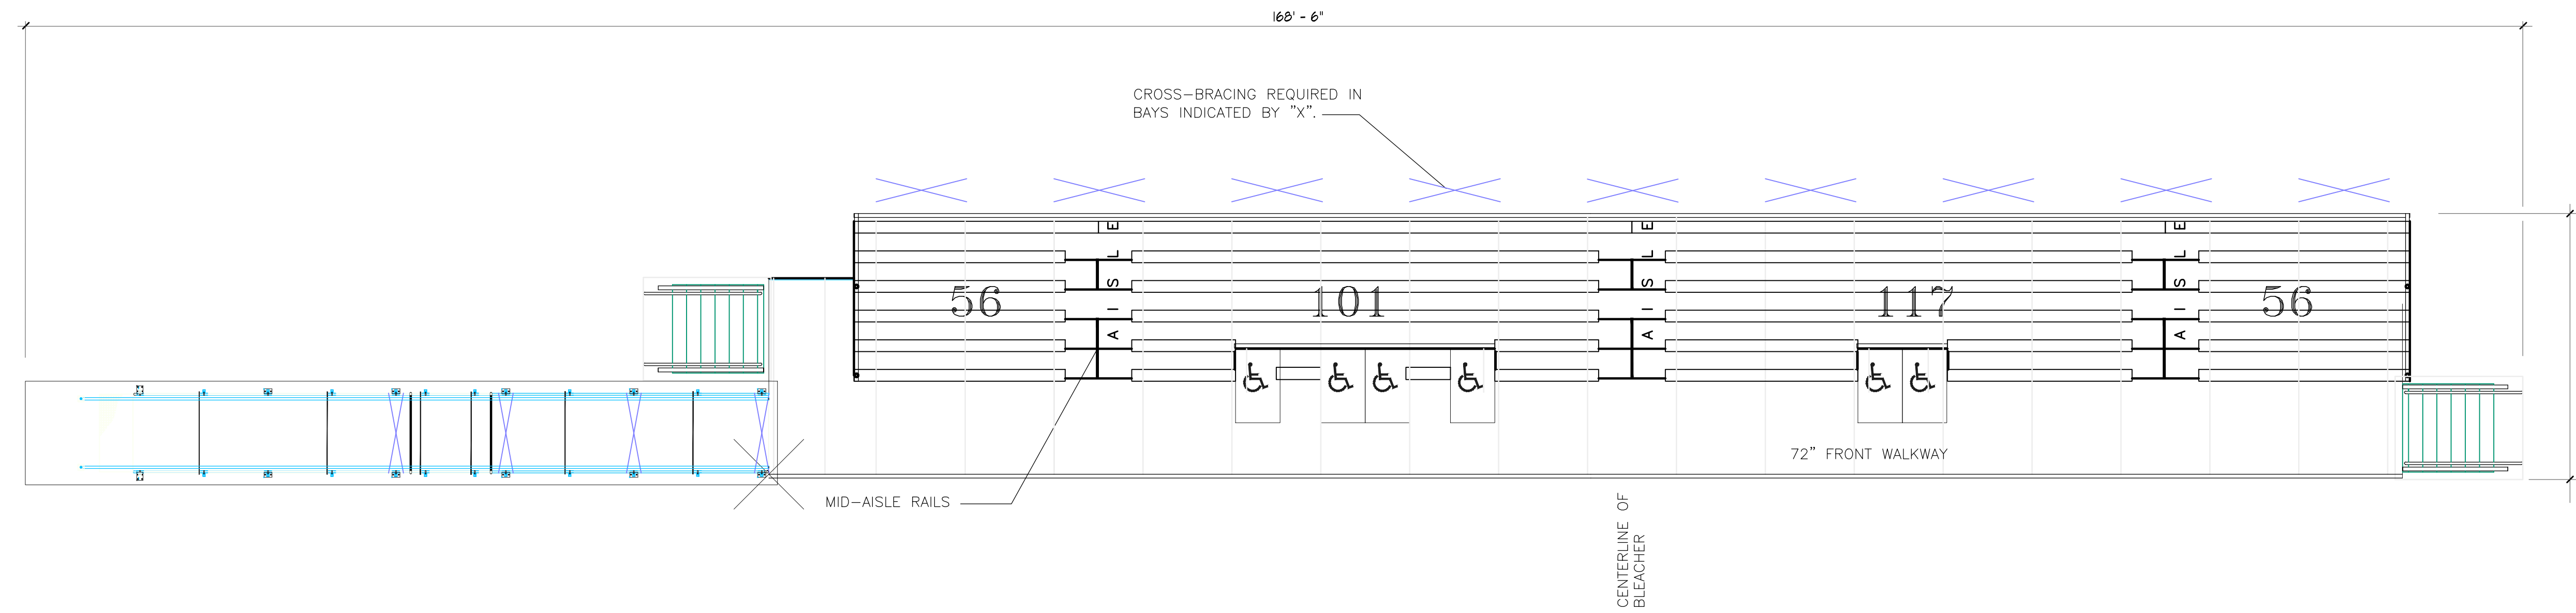 168' - 6"
CROSS-BRACING REQUIRED IN
BAYS INDICATED BY "X".
AISLE
AISLE
AISLE
56
101
117
56
72" FRONT WALKWAY
MID-AISLE RAILS
CENTERLINE OF
BLEACHER